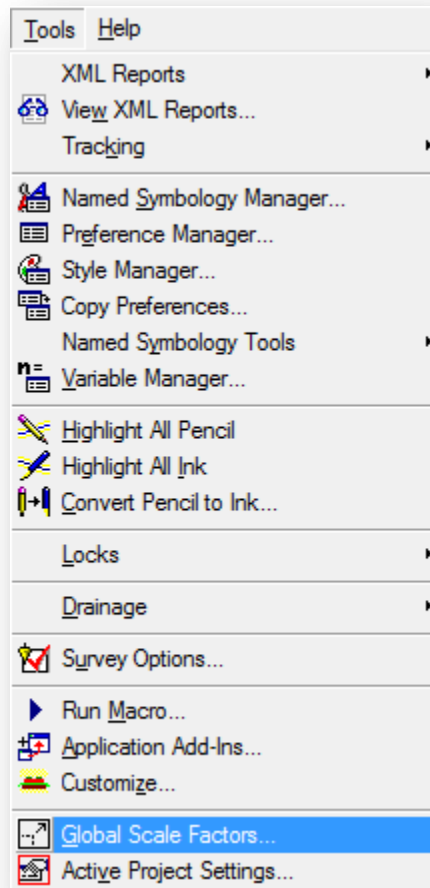 Tools Help
XML Reports
View XML Reports...
Tracking
Named Symbology Manager...
Preference Manager...
Style Manager...
Copy Preferences...
Named Symbology Tools
n=
Variable Manager...
Highlight All Pencil
Highlight All Ink
Convert Pencil to Ink...
Locks
Drainage
Survey Options...
Run Macro...
Application Add-Ins...
Customize...
Global Scale Factors...
Active Project Settings...